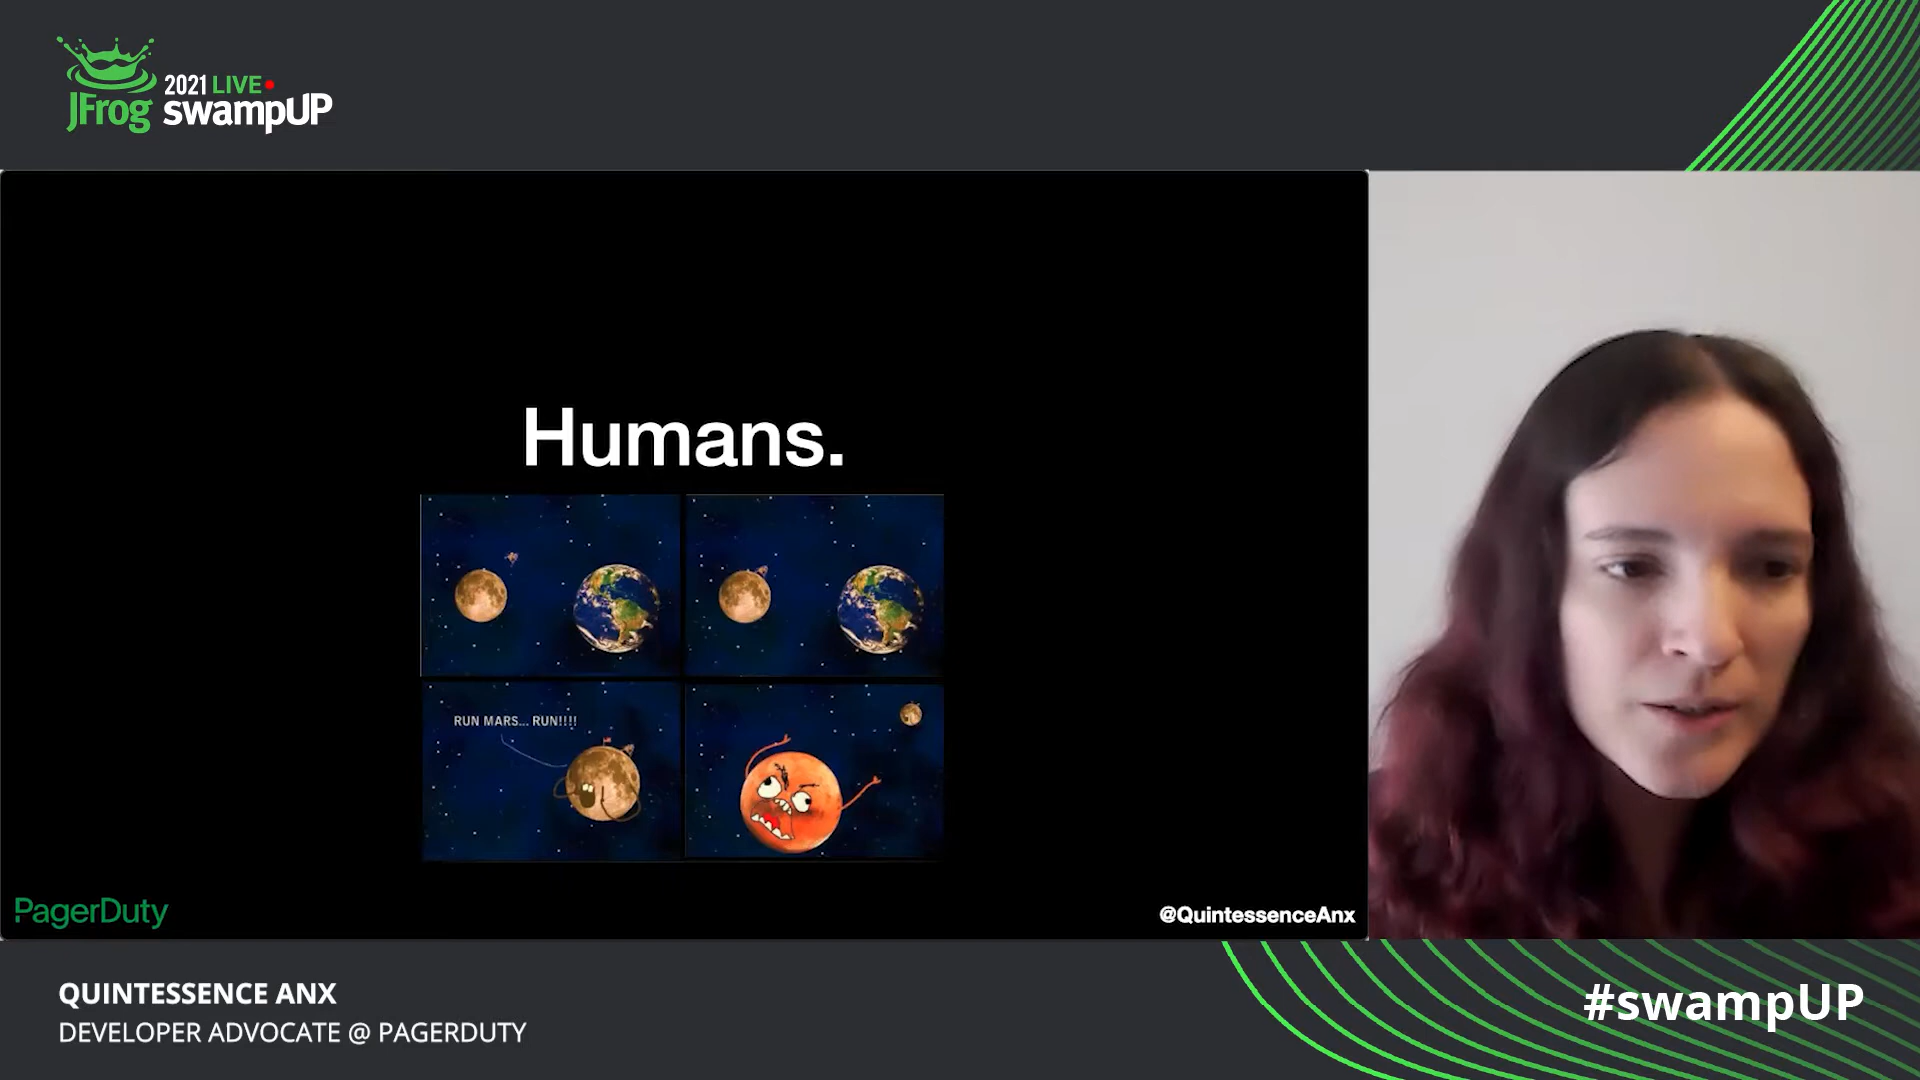 2021 LIVE
JFrog swampUP
Humans.
RUN MARS... RUN!!!!
PagerDuty
@QuintessenceAnx
QUINTESSENCE ANX
DEVELOPER ADVOCATE @ PAGERDUTY
#swampUP